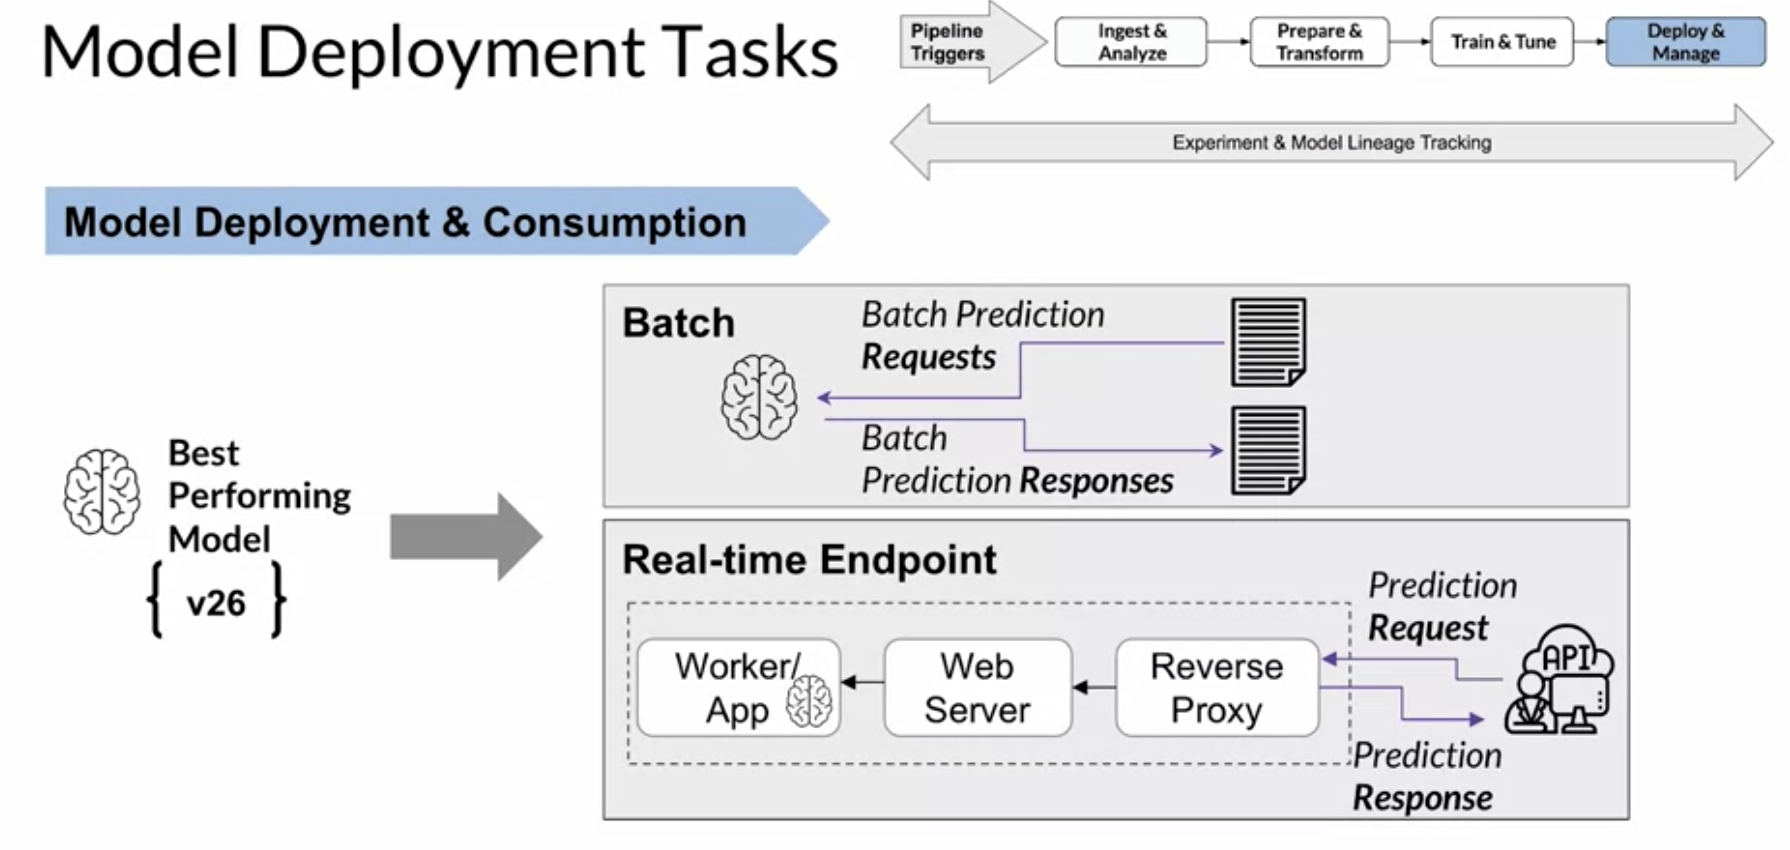 Model Deployment Tasks
Pipeline
Triggers
Ingest &
Analyze
Prepare &
Transform
Train & Tune
Deploy &
Manage
Experiment & Model Lineage Tracking
Model Deployment & Consumption
Best
Performing
Model
{ v26 }
Batch
Batch Prediction
Requests
Batch
Prediction Responses
Real-time Endpoint
Worker/
App
Web
Server
Reverse
Proxy
Prediction
Request
API
Prediction
Response